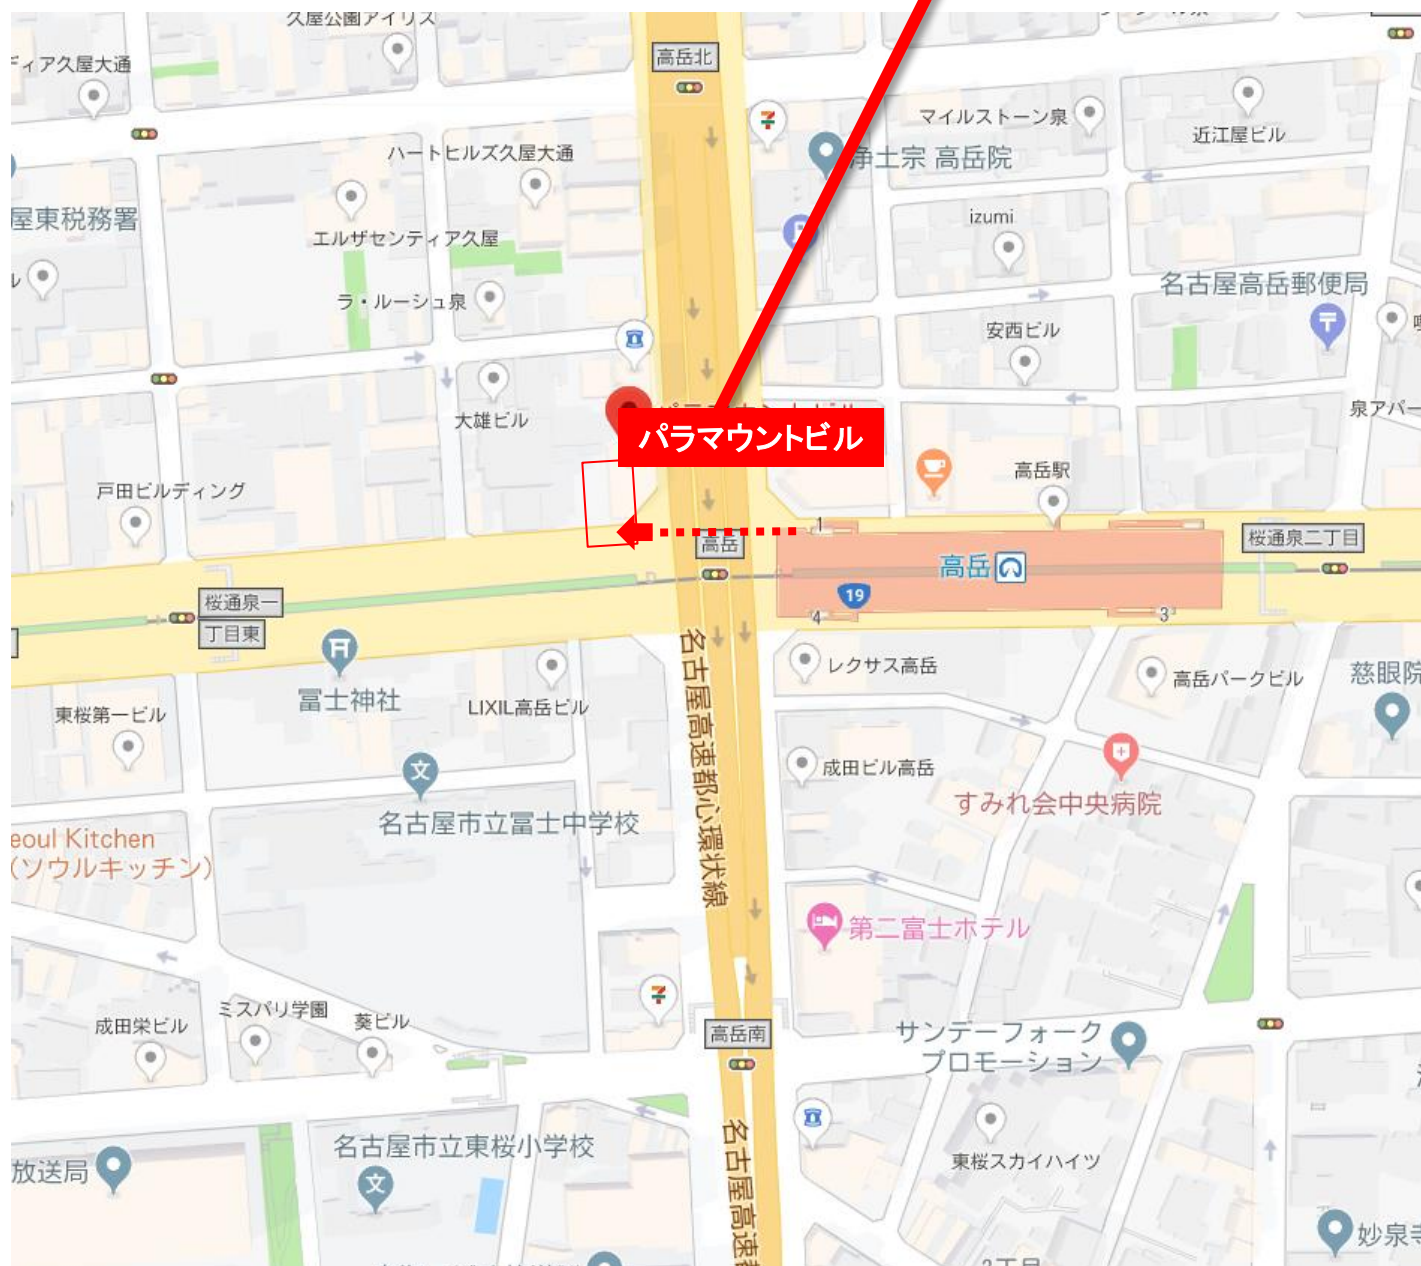 久屋公園アイリス
ディア久屋大通
高岳北
マイルストーン泉
近江屋ビル
ハートヒルズ久屋大通
浄土宗 高岳院
屋東税務署
エルザセンティア久屋
izumi
ラ・ルーシュ泉
名古屋高岳郵便局
安西ビル
大雄ビル
パラマウントビル
泉アパー
戸田ビルディング
高岳駅
1
高岳
桜通泉二丁目
高岳
19
桜通泉一
丁目東
4
3
冨士神社
LIXIL高岳ビル
レクサス高岳
高岳パークビル
慈眼院
東桜第一ビル
名古屋高速都心環状線
成田ビル高岳
すみれ会中央病院
文
名古屋市立冨士中学校
eoul Kitchen
(ソウルキッチン)
第二富士ホテル
ミスパリ学園
葵ビル
成田栄ビル
高岳南
サンデーフォーク
プロモーション
名古屋高速都
名古屋市立東桜小学校
文
放送局
東桜スカイハイツ
妙泉寺